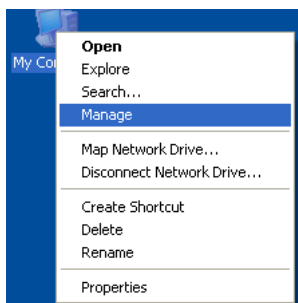 My Co
Open
Explore
Search...
Manage
Map Network Drive...
Disconnect Network Drive...
Create Shortcut
Delete
Rename
Properties